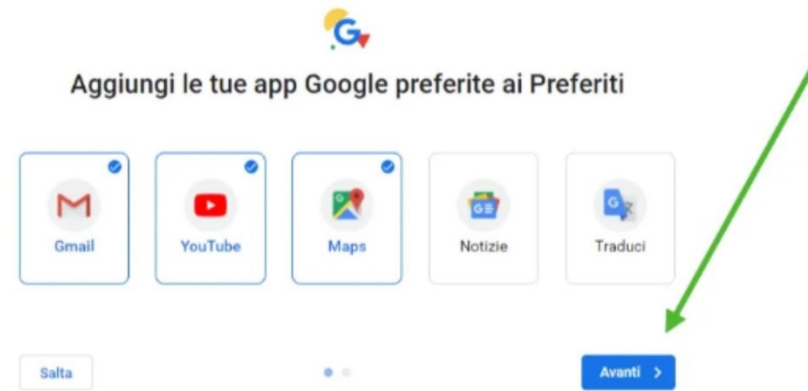 Aggiungi le tue app Google preferite ai Preferiti
Gmail
YouTube
Maps
Notizie
Traduci
Salta
Avanti